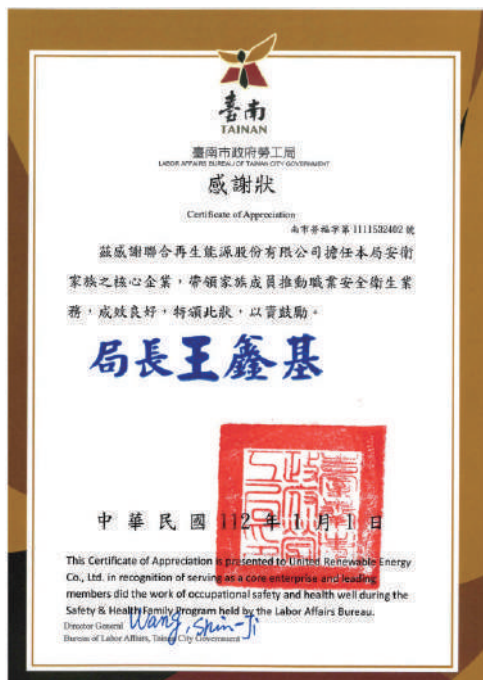 臺南
TAINAN
臺南市政府勞工局
LABOR AFFAIRS BUREAU OF TAINAN CITY GOVERNMENT
感謝狀
Certificate of Appreciation
南市勞福字第1111532402號
茲感謝聯合再生能源股份有限公司擔任本局安衛
家族之核心企業，帶領家族成員推動職業安全衛生業
務，成效良好，特頒此狀，以資鼓勵。
局長王鑫基
中華民國112年1月1日
This Certificate of Appreciation is presented to United Renewable Energy
Co., Ltd. in recognition of serving as a core enterprise and leading
members did the work of occupational safety and health well during the
Safety & Health Family Program held by the Labor Affairs Bureau.
Director General Wang, Shin-Ji
Bureau of Labor Affairs, Tainan City Government